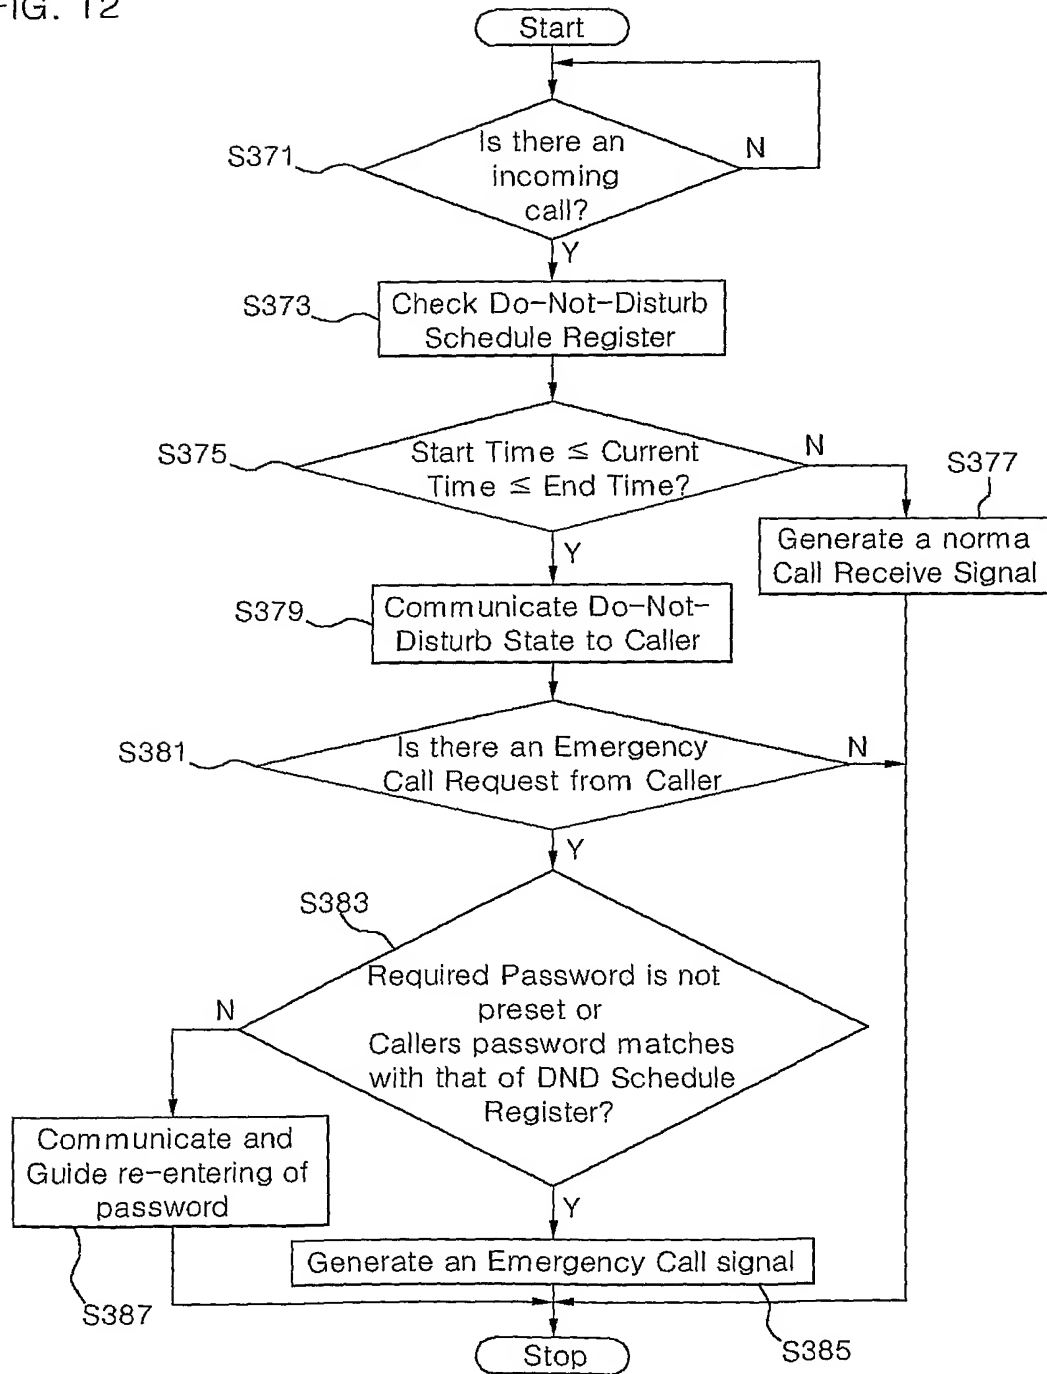 FIG. 12
Start
S371
Is there an
incoming
call?
N
Y
S373
Check Do-Not-Disturb
Schedule Register
S375
Start Time ≤ Current
Time ≤ End Time?
N
S377
Generate a norma
Call Receive Signal
Y
S379
Communicate Do-Not-
Disturb State to Caller
S381
Is there an Emergency
Call Request from Caller
N
Y
S383
Required Password is not
preset or
Callers password matches
with that of DND Schedule
Register?
N
Communicate and
Guide re-entering of
password
Y
Generate an Emergency Call signal
S387
S385
Stop